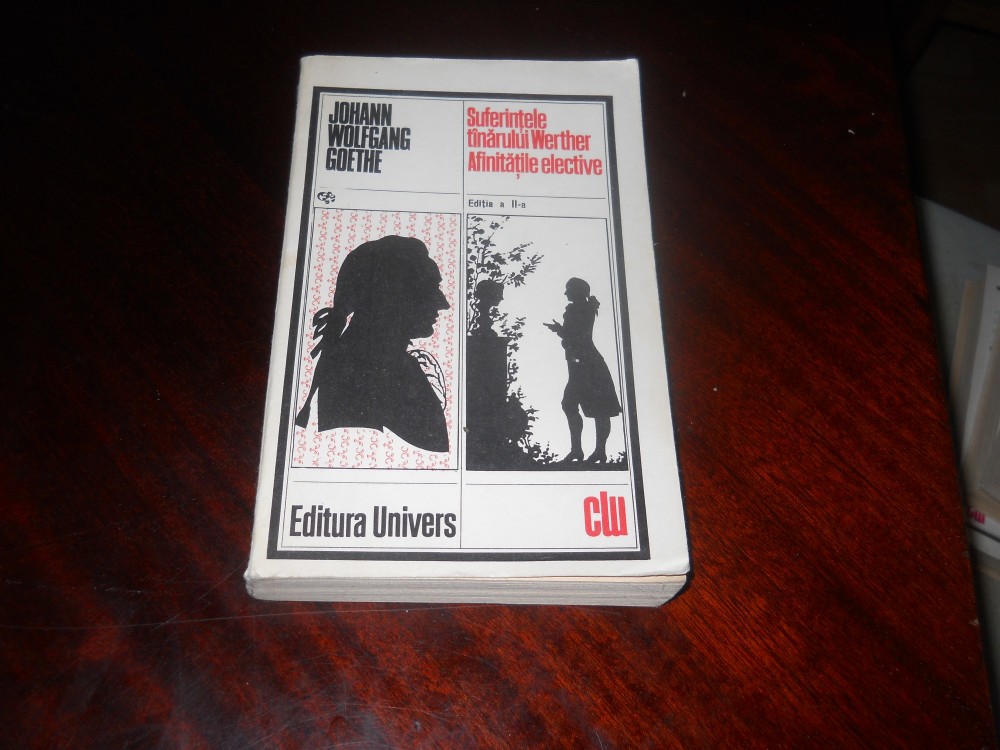 JOHANN
WOLFGANG
GOETHE
Suferințele
tînărului Werther
Afinitățile elective
Ediția a II-a
Editura Univers
clu